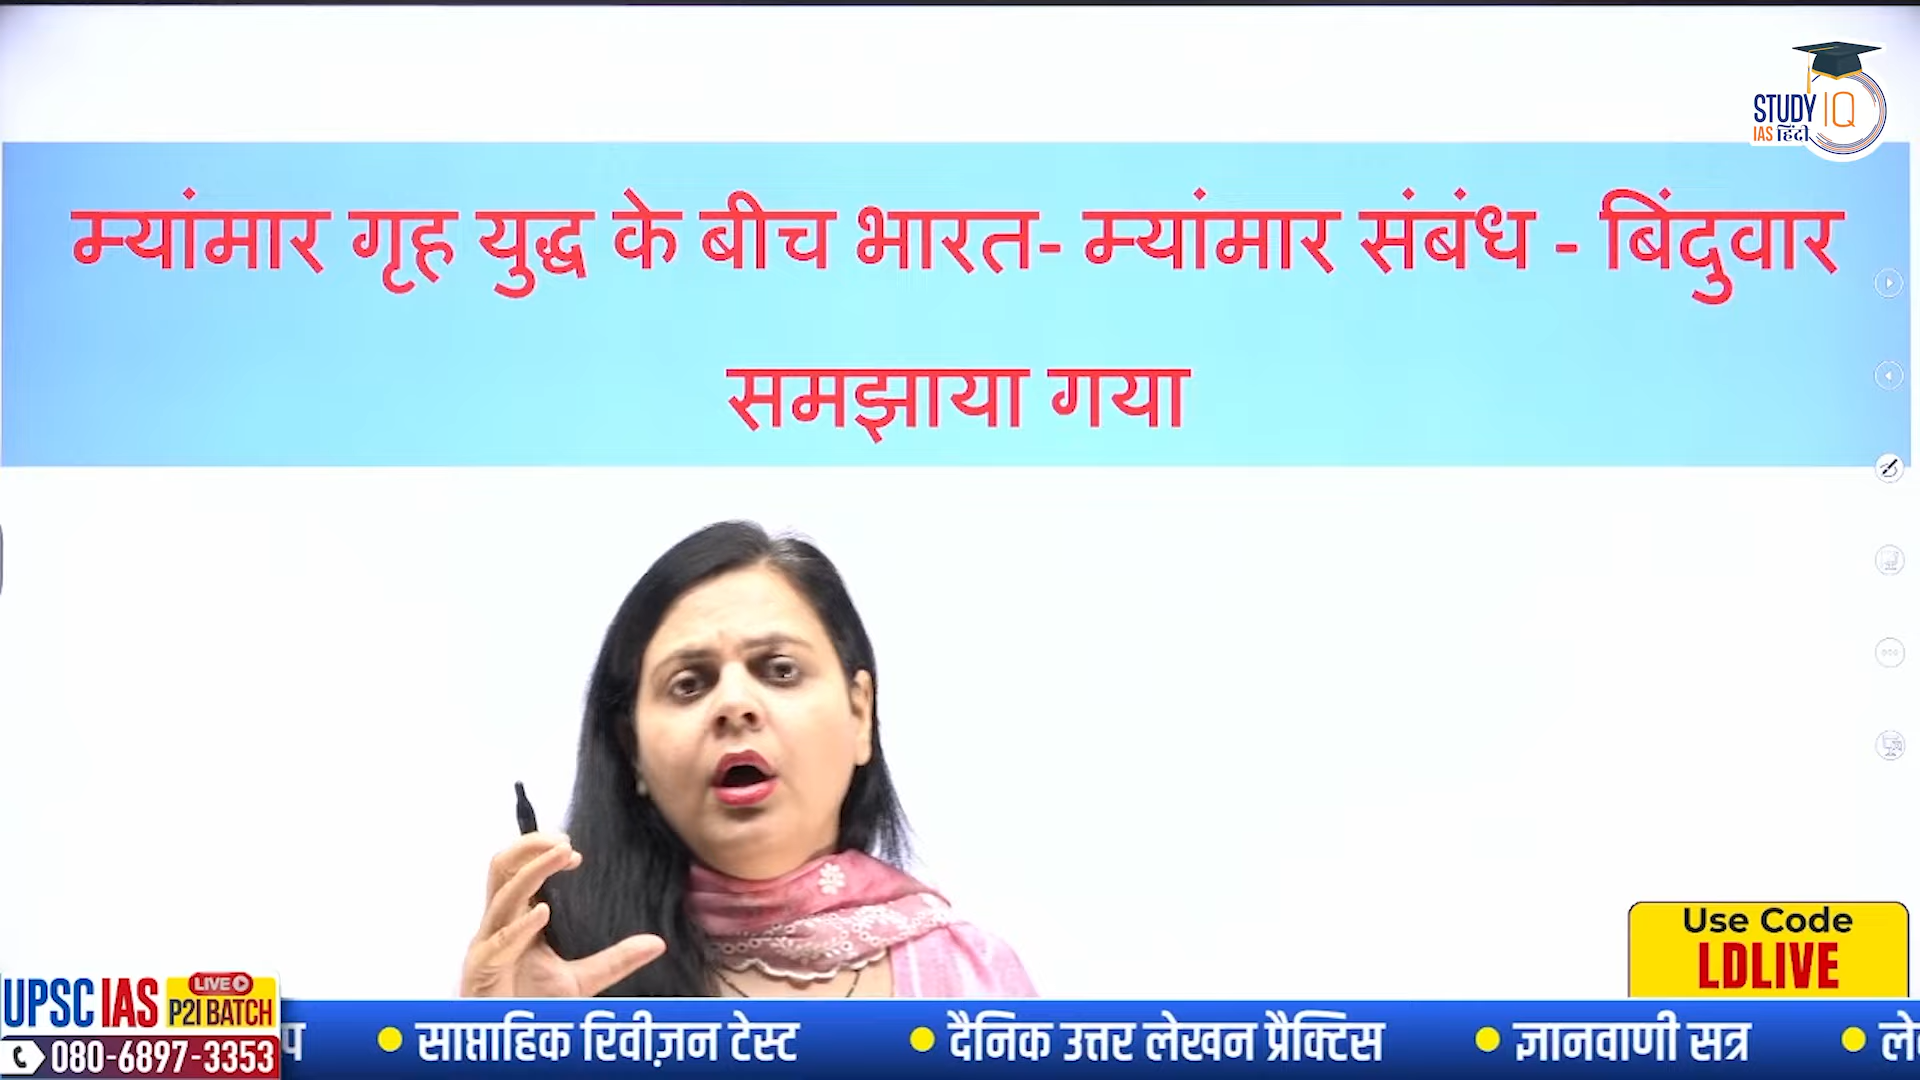 STUDY IQ
IAS हिंदी
म्यांमार गृह युद्ध के बीच भारत- म्यांमार संबंध - बिंदुवार
समझाया गया
Use Code
LDLIVE
UPSC IAS LIVE
P2I BATCH
080-6897-3353
साप्ताहिक रिवीज़न टेस्ट
दैनिक उत्तर लेखन प्रैक्टिस
ज्ञानवाणी सत्र